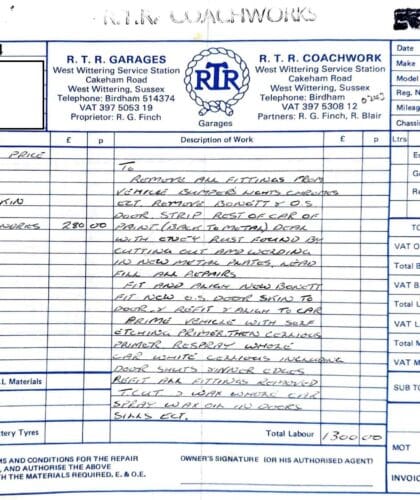 R.T.R. COACHWORKS
R. T. R. GARAGES
West Wittering Service Station
Cakeham Road
West Wittering, Sussex
Telephone: Birdham 514374
VAT 397 5053 19
Proprietor: R. G. Finch
RTR
Garages
R. T. R. COACHWORK
West Wittering Service Station
Cakeham Road
West Wittering, Sussex
Telephone: Birdham
VAT 397 5308 12
Partners: R. G. Finch, R. Blair
Date
Make
Model
Reg. N
Mileag
Chassi
£ p Description of Work £ p Ltrs
PRICE
KIN
WORKS 280 00
TO
REMOVE ALL FITTINGS FROM
VEHICLE BUMPERS LIGHTS CHROMES
ECT. REMOVE BONETT & O.S
DOOR STRIP REST OF CAR OF
PAINT (BACK TO METAL) DEAL
WITH ANY RUST FOUND BY
CUTTING OUT AND WELDING
IN NEW METAL PLATES, LEAD
FILL ALL REPAIRS
FIT AND ALIGN NEW BONETT
FIT NEW O.S DOOR SKIN TO
DOOR, & REFIT & ALIGN TO CAR
PRIME VEHICLE WITH SELF
ETCHING PRIMER THEN CELLIOUS
PRIMER RESPRAY WHOLE
CAR WHITE CELLIOUS INCLUDING
DOOR SHUTS & INNER EDGES
REFIT ALL FITTINGS REMOVED
T.CUT & WAX WHOLE CAR
SPRAY WAX OIL IN DOORS
SILLS ECT.
L Materials
tery Tyres
Total Labour 1300 00
TO
VAT O
Total B
VAT B
Total L
VAT L
Total M
VAT M
SUB TO
MOT
INVOIC
MS AND CONDITIONS FOR THE REPAIR
, AND AUTHORISE THE ABOVE
TH THE MATERIALS REQUIRED, E. & O.E.
OWNER'S SIGNATURE (OR HIS AUTHORISED AGENT)